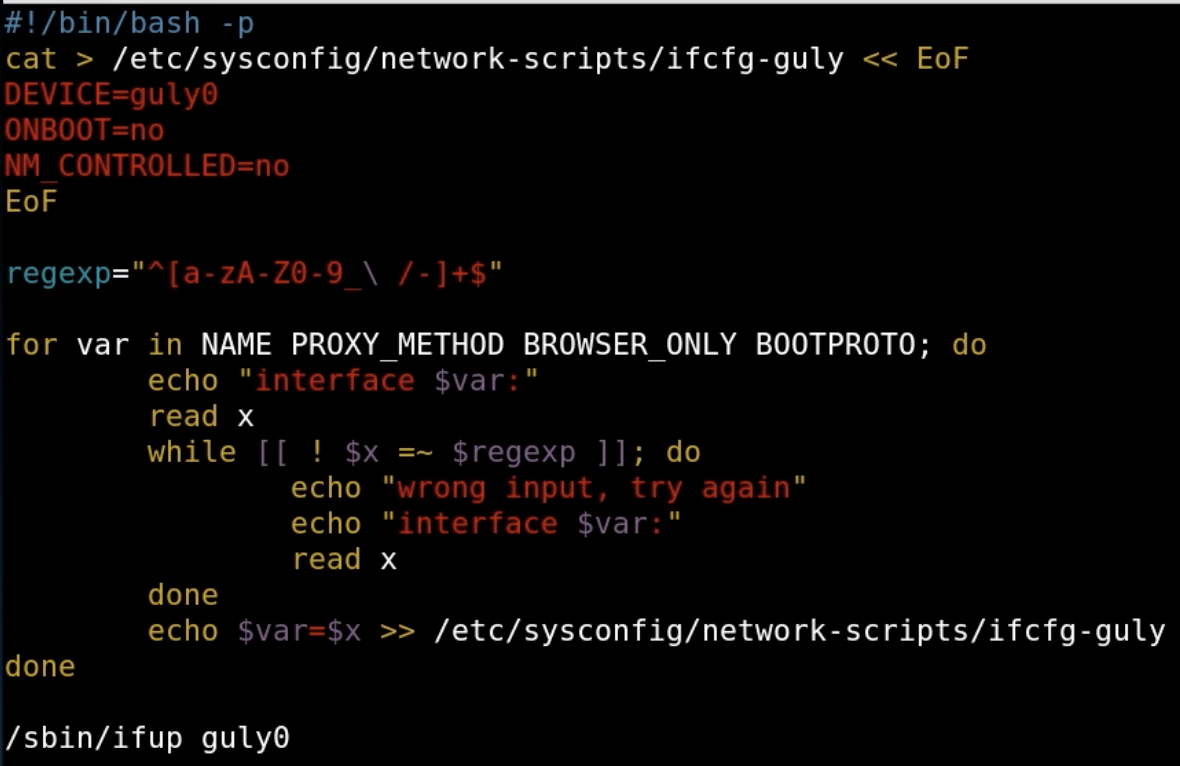 #!/bin/bash -p
cat > /etc/sysconfig/network-scripts/ifcfg-guly << EoF
DEVICE=guly0
ONBOOT=no
NM_CONTROLLED=no
EoF

regexp="^[a-zA-Z0-9_\ /-]+$"

for var in NAME PROXY_METHOD BROWSER_ONLY BOOTPROTO; do
        echo "interface $var:"
        read x
        while [[ ! $x =~ $regexp ]]; do
                echo "wrong input, try again"
                echo "interface $var:"
                read x
        done
        echo $var=$x >> /etc/sysconfig/network-scripts/ifcfg-guly
done

/sbin/ifup guly0